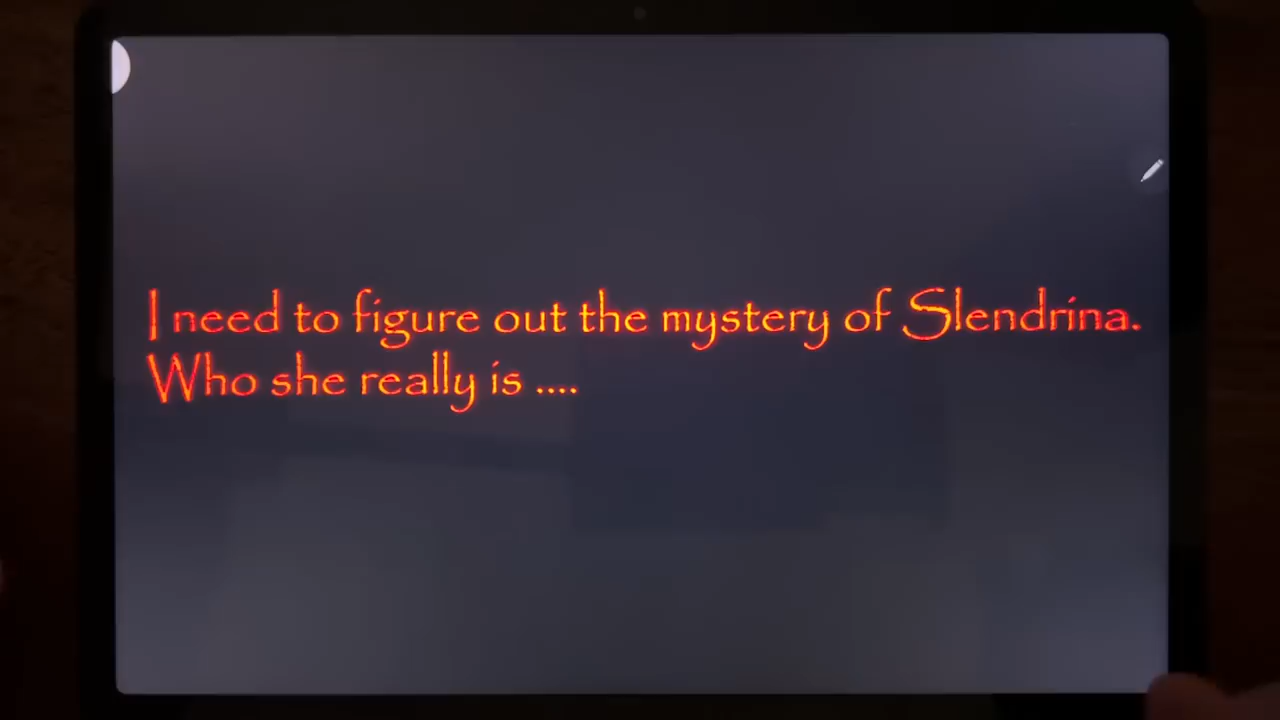 I need to figure out the mystery of Slendrina.
Who she really is ....